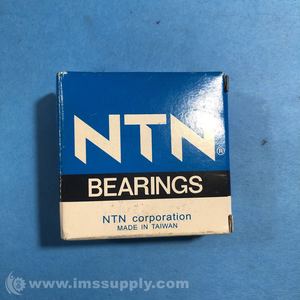 NTN®
BEARINGS
NTN corporation
MADE IN TAIWAN
© www.imssupply.com